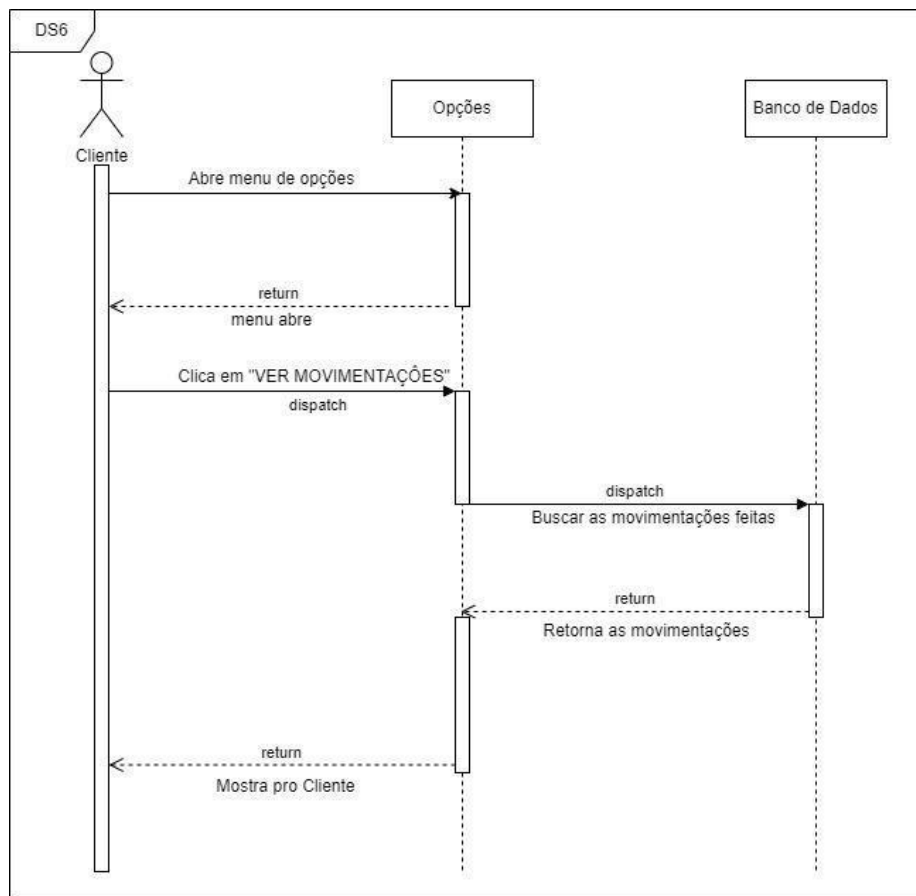 DS6
Opções
Banco de Dados
Cliente
Abre menu de opções
return
menu abre
Clica em "VER MOVIMENTAÇÔES"
dispatch
dispatch
Buscar as movimentações feitas
return
Retorna as movimentações
return
Mostra pro Cliente